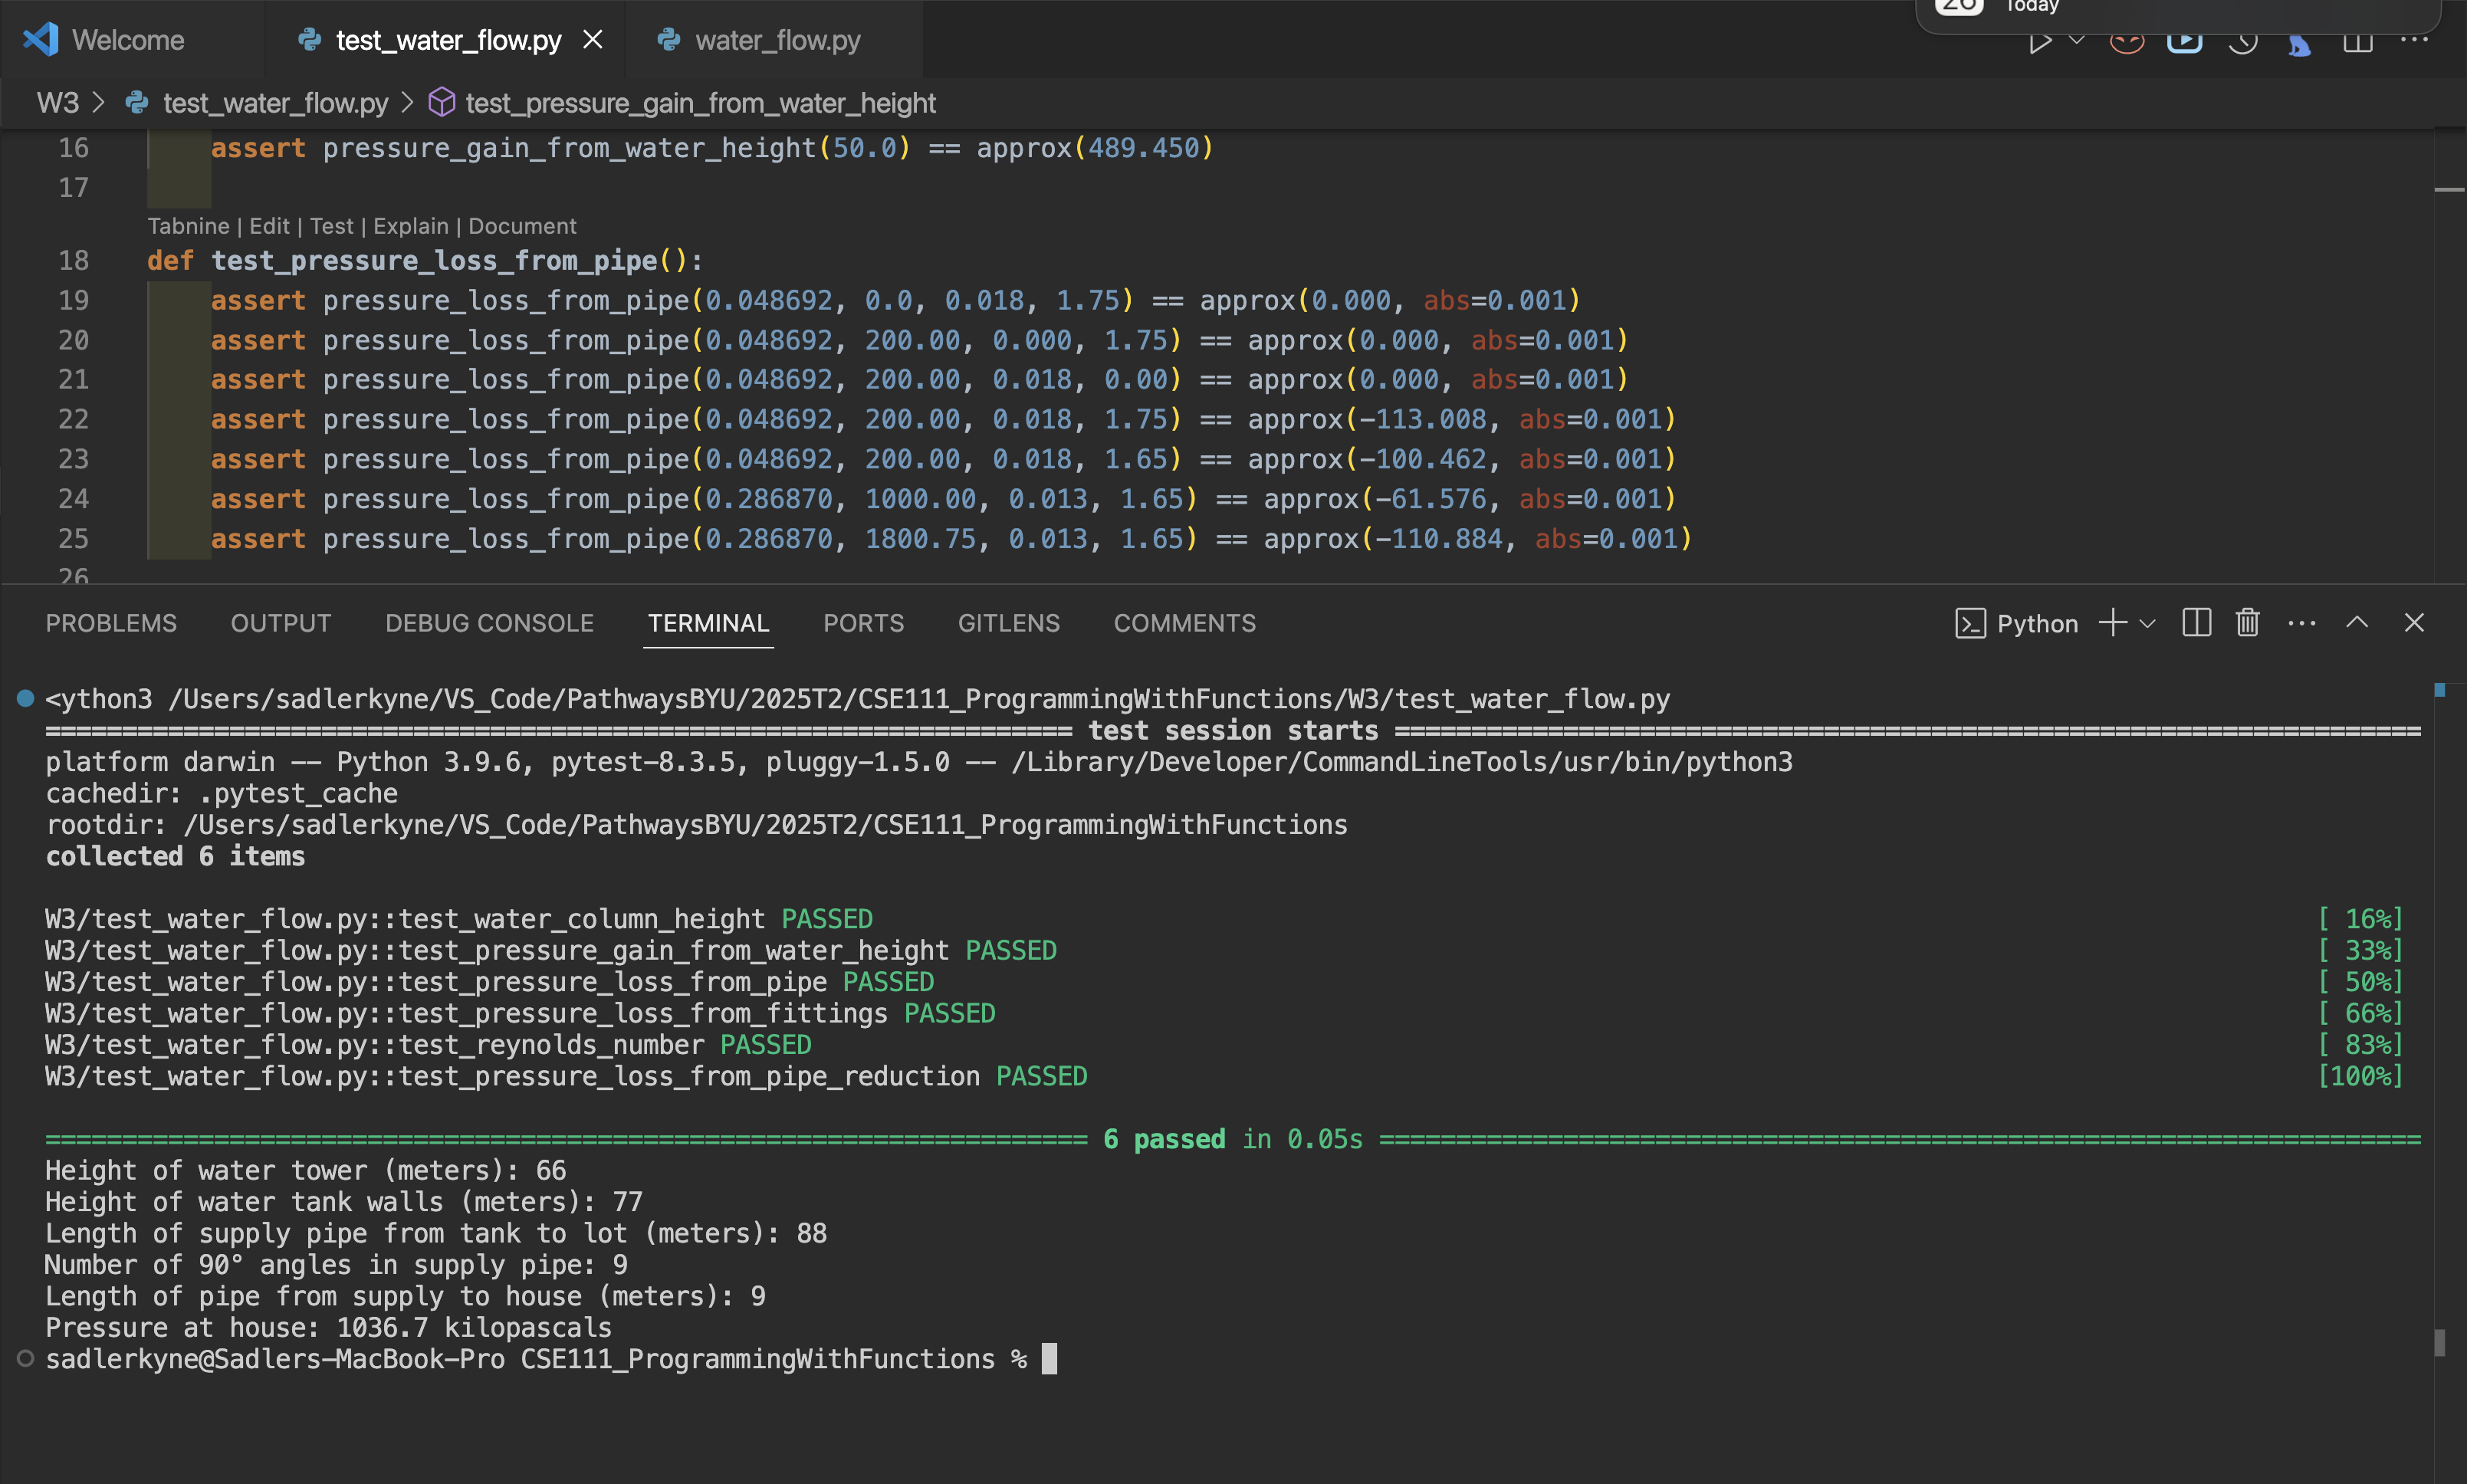 Today
Welcome
test_water_flow.py
water_flow.py
W3 > test_water_flow.py > test_pressure_gain_from_water_height
16 assert pressure_gain_from_water_height(50.0) == approx(489.450)
17
Tabnine | Edit | Test | Explain | Document
18 def test_pressure_loss_from_pipe():
19 assert pressure_loss_from_pipe(0.048692, 0.0, 0.018, 1.75) == approx(0.000, abs=0.001)
20 assert pressure_loss_from_pipe(0.048692, 200.00, 0.000, 1.75) == approx(0.000, abs=0.001)
21 assert pressure_loss_from_pipe(0.048692, 200.00, 0.018, 0.00) == approx(0.000, abs=0.001)
22 assert pressure_loss_from_pipe(0.048692, 200.00, 0.018, 1.75) == approx(-113.008, abs=0.001)
23 assert pressure_loss_from_pipe(0.048692, 200.00, 0.018, 1.65) == approx(-100.462, abs=0.001)
24 assert pressure_loss_from_pipe(0.286870, 1000.00, 0.013, 1.65) == approx(-61.576, abs=0.001)
25 assert pressure_loss_from_pipe(0.286870, 1800.75, 0.013, 1.65) == approx(-110.884, abs=0.001)
26
PROBLEMS OUTPUT DEBUG CONSOLE TERMINAL PORTS GITLENS COMMENTS Python
<ython3 /Users/sadlerkyne/VS_Code/PathwaysBYU/2025T2/CSE111_ProgrammingWithFunctions/W3/test_water_flow.py
=================================================================== test session starts ===================================================================
platform darwin -- Python 3.9.6, pytest-8.3.5, pluggy-1.5.0 -- /Library/Developer/CommandLineTools/usr/bin/python3
cachedir: .pytest_cache
rootdir: /Users/sadlerkyne/VS_Code/PathwaysBYU/2025T2/CSE111_ProgrammingWithFunctions
collected 6 items
W3/test_water_flow.py::test_water_column_height PASSED [ 16%]
W3/test_water_flow.py::test_pressure_gain_from_water_height PASSED [ 33%]
W3/test_water_flow.py::test_pressure_loss_from_pipe PASSED [ 50%]
W3/test_water_flow.py::test_pressure_loss_from_fittings PASSED [ 66%]
W3/test_water_flow.py::test_reynolds_number PASSED [ 83%]
W3/test_water_flow.py::test_pressure_loss_from_pipe_reduction PASSED [100%]
==================================================================== 6 passed in 0.05s ====================================================================
Height of water tower (meters): 66
Height of water tank walls (meters): 77
Length of supply pipe from tank to lot (meters): 88
Number of 90° angles in supply pipe: 9
Length of pipe from supply to house (meters): 9
Pressure at house: 1036.7 kilopascals
sadlerkyne@Sadlers-MacBook-Pro CSE111_ProgrammingWithFunctions %